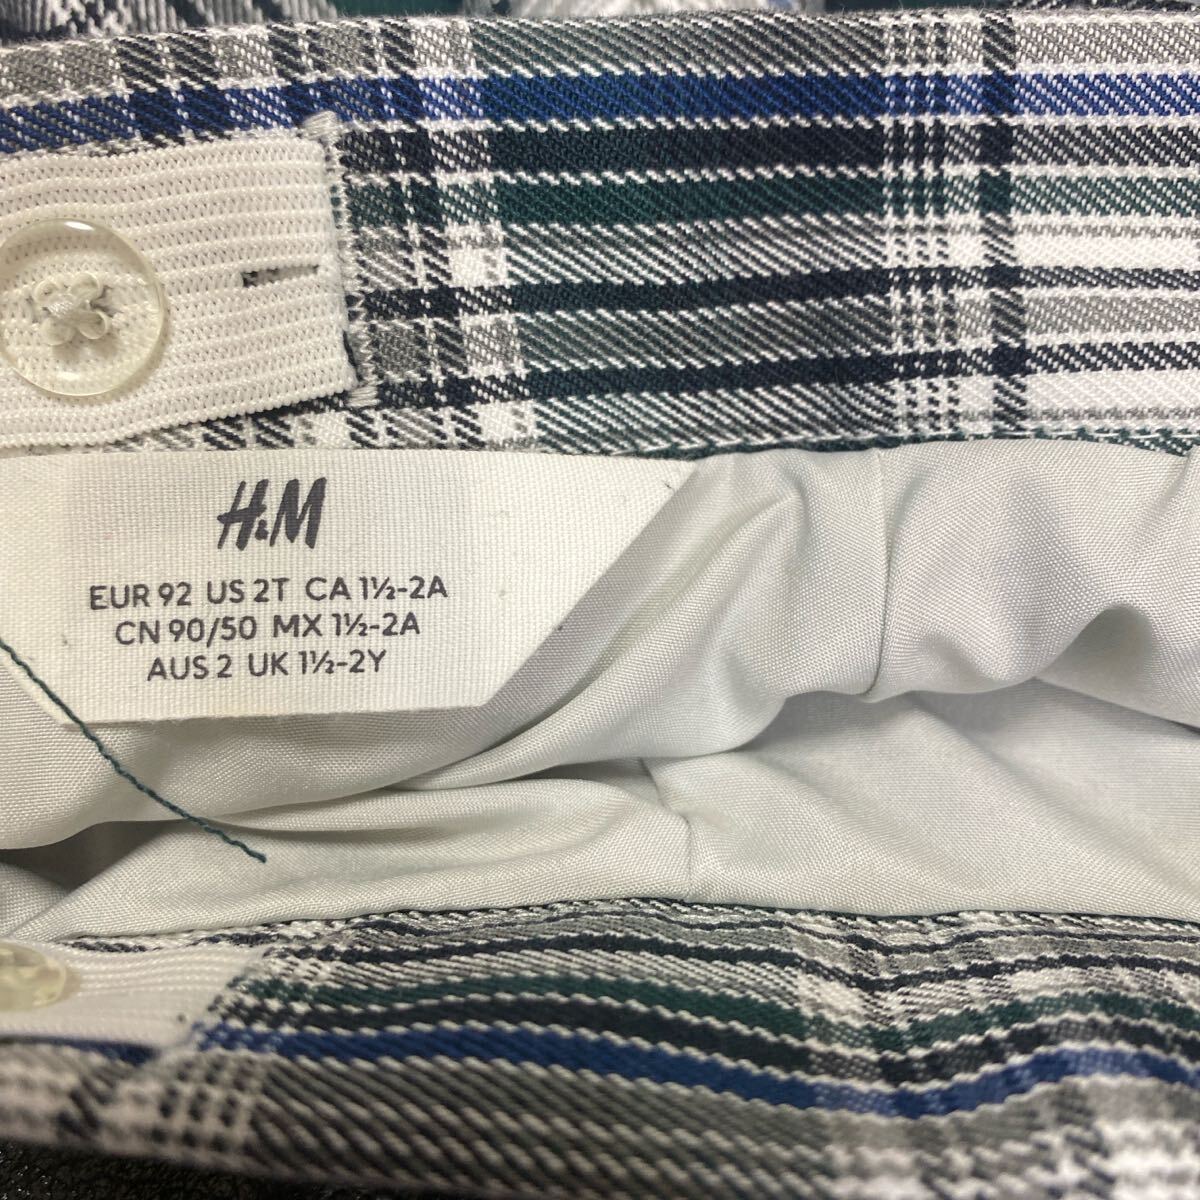 H&M
EUR 92 US 2T CA 1½-2A
CN 90/50 MX 1½-2A
AUS 2 UK 1½-2Y